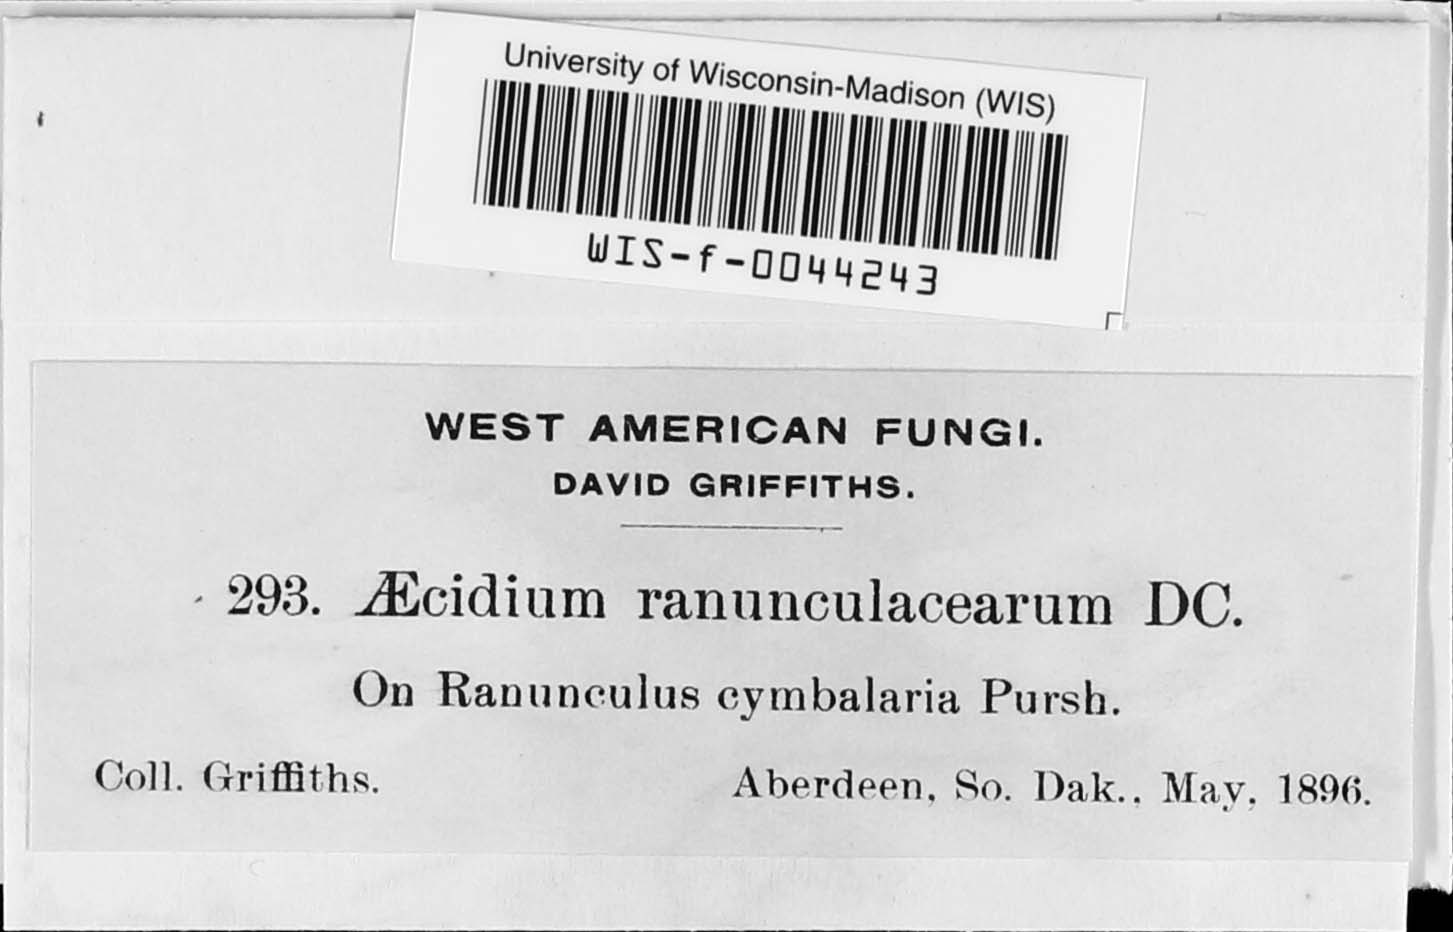 University of Wisconsin-Madison (WIS)
WIS-f-0044243
WEST AMERICAN FUNGI.
DAVID GRIFFITHS.
293. Æcidium ranunculacearum DC.
On Ranunculus cymbalaria Pursh.
Coll. Griffiths. Aberdeen, So. Dak., May, 1896.